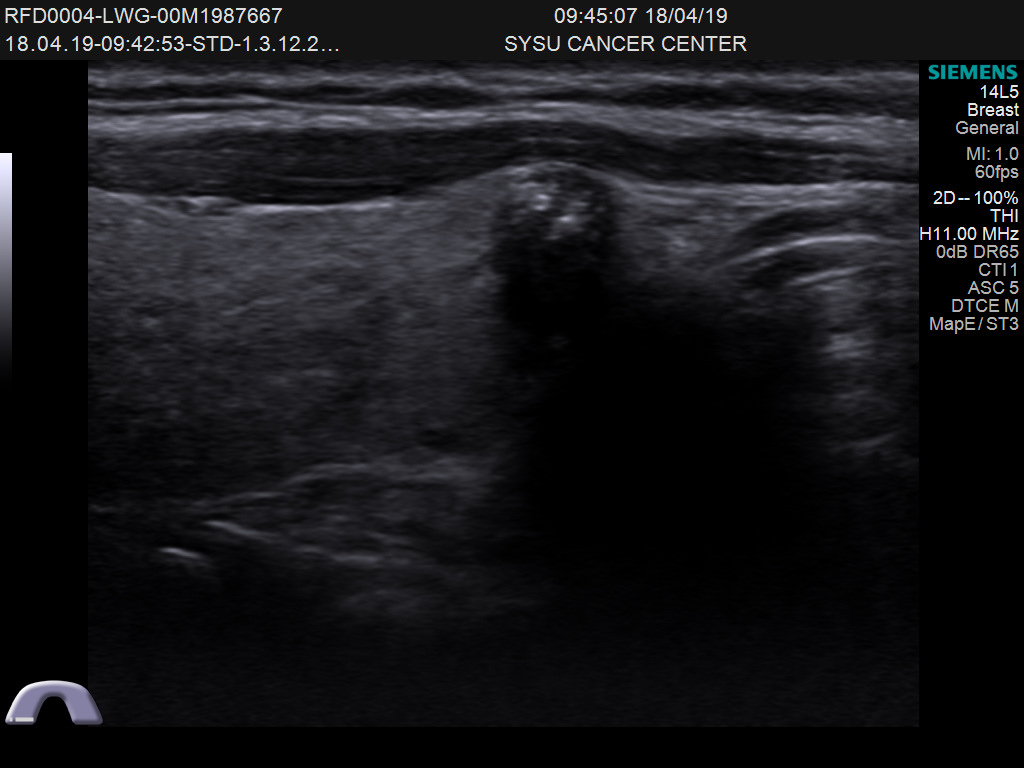 RFD0004-LWG-00M1987667
09:45:07 18/04/19
18.04.19-09:42:53-STD-1.3.12.2...
SYSU CANCER CENTER
SIEMENS
14L5
Breast
General
MI: 1.0
60fps
2D--100%
THI
H11.00 MHz
0dB DR65
CTI 1
ASC 5
DTCE M
MapE/ST3